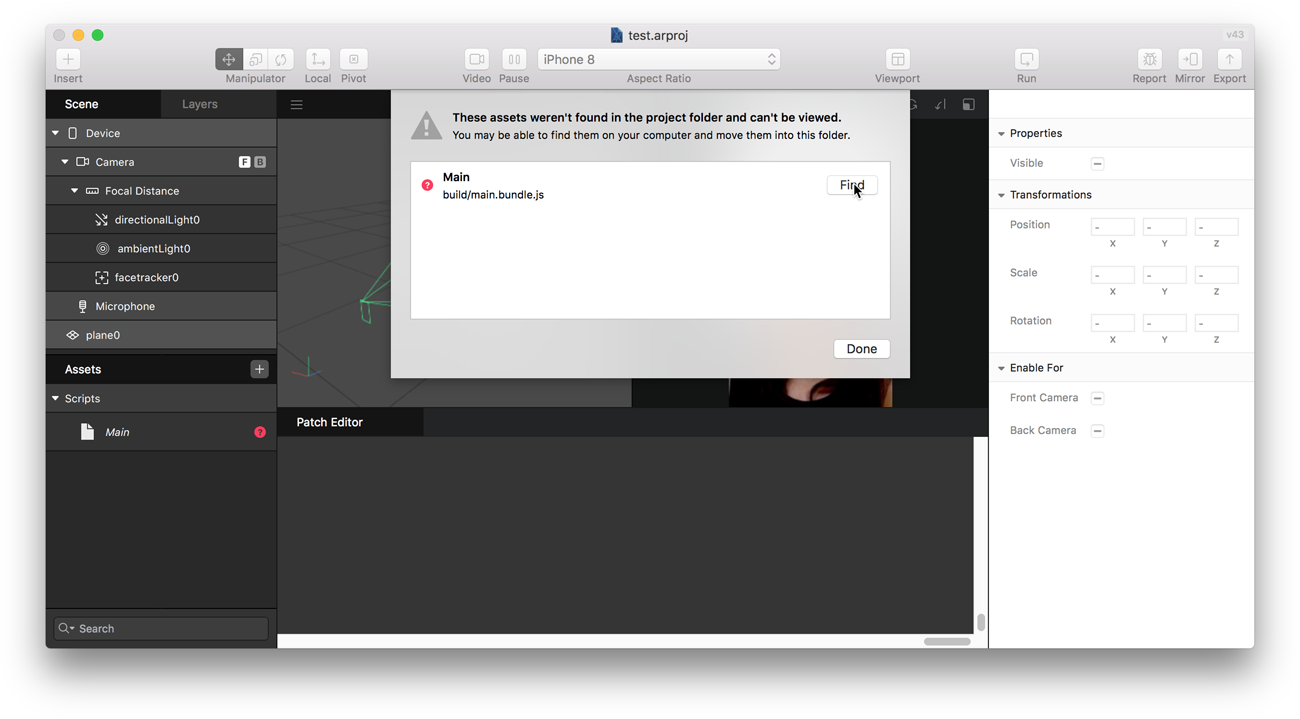 test.arproj
v43
iPhone 8
Insert
Manipulator
Local
Pivot
Video
Pause
Aspect Ratio
Viewport
Run
Report
Mirror
Export
Scene
Layers
Device
Camera
F
B
Focal Distance
directionalLight0
ambientLight0
facetracker0
Microphone
plane0
Assets
Scripts
Main
?
Search
These assets weren't found in the project folder and can't be viewed.
You may be able to find them on your computer and move them into this folder.
?
Main
build/main.bundle.js
Find
Done
Patch Editor
Properties
Visible
Transformations
Position
- - -
X Y Z
Scale
- - -
X Y Z
Rotation
- - -
X Y Z
Enable For
Front Camera
Back Camera